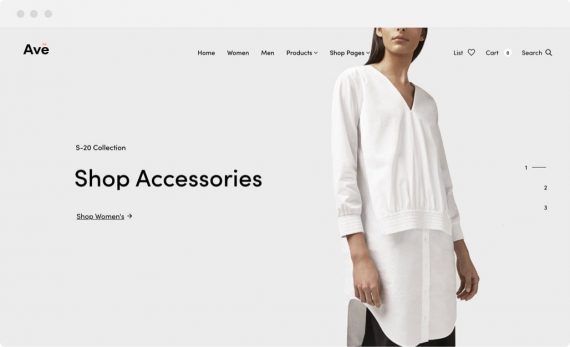 Ave
Home Women Men Products Shop Pages List Cart 0 Search
S-20 Collection
Shop Accessories
Shop Women's →
1
2
3